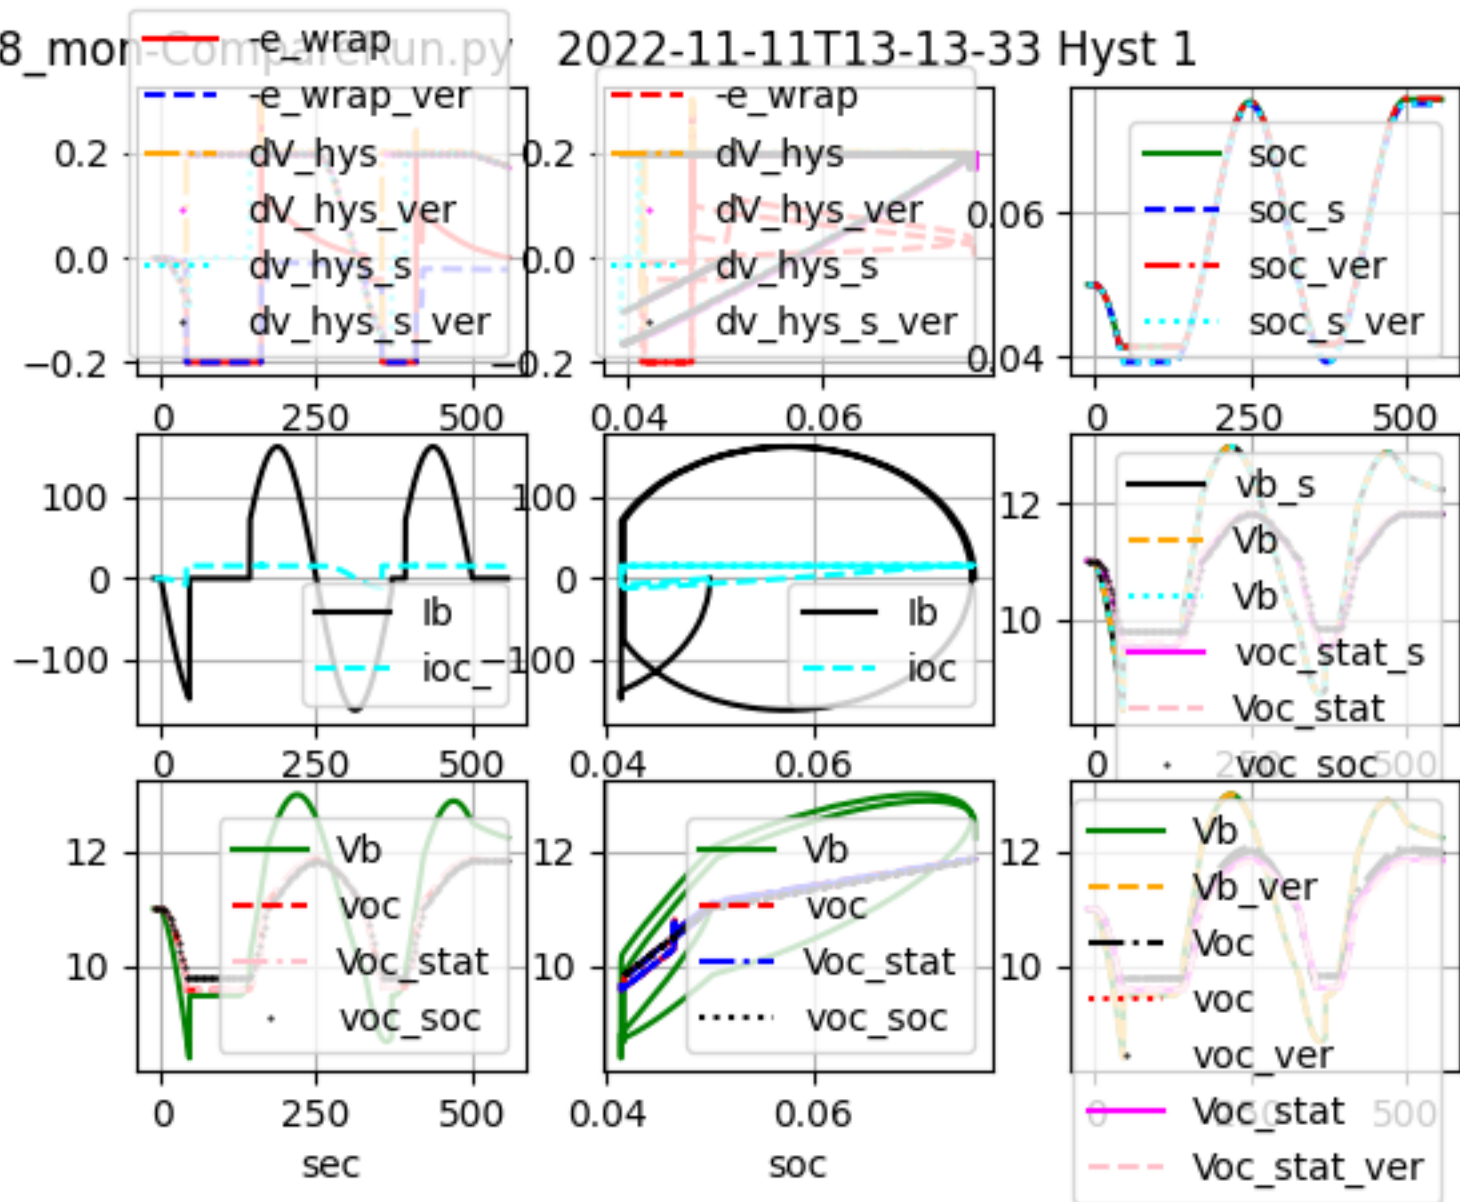 8_mon-CompareRun.py 2022-11-11T13-13-33 Hyst 1
-e_wrap
-e_wrap_ver
dV_hys
dV_hys_ver
dv_hys_s
dv_hys_s_ver
0.2
0.0
−0.2
0 250 500
-e_wrap
dV_hys
dV_hys_ver
dv_hys_s
dv_hys_s_ver
0.2
0.0
−0.2
0.04 0.06
soc
soc_s
soc_ver
soc_s_ver
0.06
0.04
0 250 500
100
0
−100
Ib
ioc_
0 250 500
100
0
−100
Ib
ioc
0.04 0.06
12
10
vb_s
Vb
Vb
voc_stat_s
Voc_stat
voc_soc
0 250 500
12
10
Vb
voc
Voc_stat
voc_soc
0 250 500
sec
12
10
Vb
voc
Voc_stat
voc_soc
0.04 0.06
soc
12
10
Vb
Vb_ver
Voc
voc
voc_ver
Voc_stat
Voc_stat_ver
0 250 500